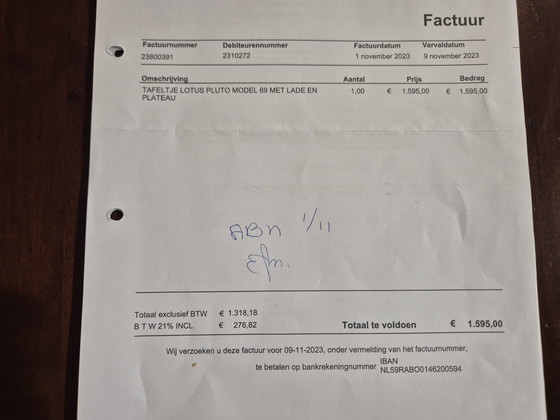 Factuur
Factuurnummer Debiteurennummer Factuurdatum Vervaldatum
23800391 2310272 1 november 2023 9 november 2023
Omschrijving Aantal Prijs Bedrag
TAFELTJE LOTUS PLUTO MODEL 69 MET LADE EN 1,00 € 1.595,00 € 1.595,00
PLATEAU
ABN 1/11
Totaal exclusief BTW € 1.318,18
B T W 21% INCL € 276,82 Totaal te voldoen € 1.595,00
Wij verzoeken u deze factuur voor 09-11-2023, onder vermelding van het factuurnummer,
te betalen op bankrekeningnummer IBAN
NL59RABO0146200594